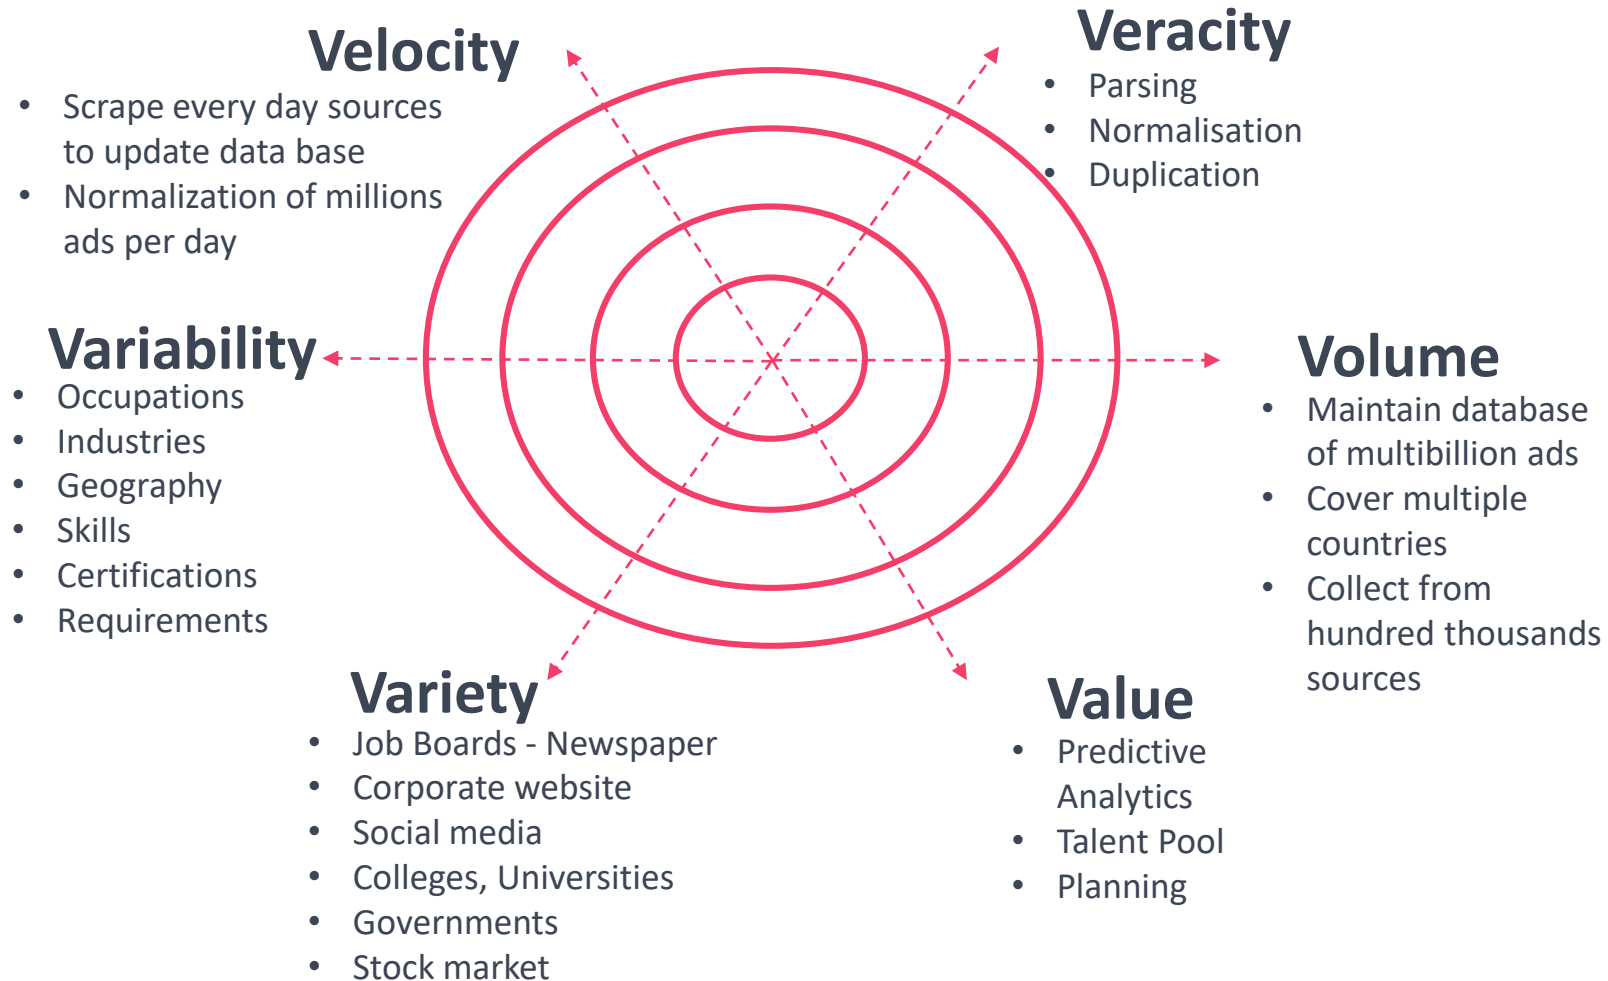 Velocity
• Scrape every day sources
to update data base
• Normalization of millions
ads per day
Veracity
• Parsing
• Normalisation
• Duplication
Variability
• Occupations
• Industries
• Geography
• Skills
• Certifications
• Requirements
Volume
• Maintain database
of multibillion ads
• Cover multiple
countries
• Collect from
hundred thousands
sources
Variety
• Job Boards - Newspaper
• Corporate website
• Social media
• Colleges, Universities
• Governments
• Stock market
Value
• Predictive
Analytics
• Talent Pool
• Planning